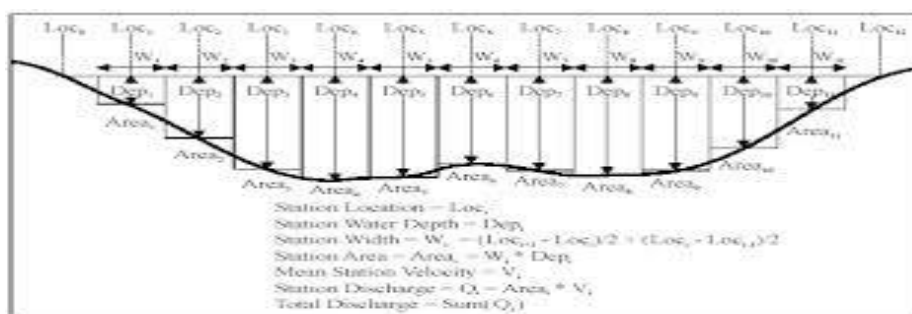 Loc₀ Loc₁ Loc₂ Loc₃ Loc₄ Loc₅ Loc₆ Loc₇ Loc₈ Loc₉ Loc₁₀ Loc₁₁ Loc₁₂
W₁ W₂ W₃ W₄ W₅ W₆ W₇ W₈ W₉ W₁₀ W₁₁
Dep₁ Dep₂ Dep₃ Dep₄ Dep₅ Dep₆ Dep₇ Dep₈ Dep₉ Dep₁₀ Dep₁₁
Area₁ Area₂ Area₃ Area₄ Area₅ Area₆ Area₇ Area₈ Area₉ Area₁₀ Area₁₁
Station Location = Locᵢ
Station Water Depth = Depᵢ
Station Width = Wᵢ = (Locᵢ₊₁ - Locᵢ)/2 + (Locᵢ - Locᵢ₋₁)/2
Station Area = Areaᵢ = Wᵢ * Depᵢ
Mean Station Velocity = Vᵢ
Station Discharge = Qᵢ = Areaᵢ * Vᵢ
Total Discharge = Sum(Qᵢ)